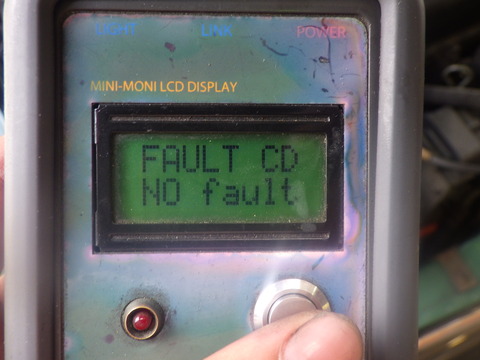 LIGHT LINK POWER
MINI-MONI LCD DISPLAY
FAULT CD
NO fault